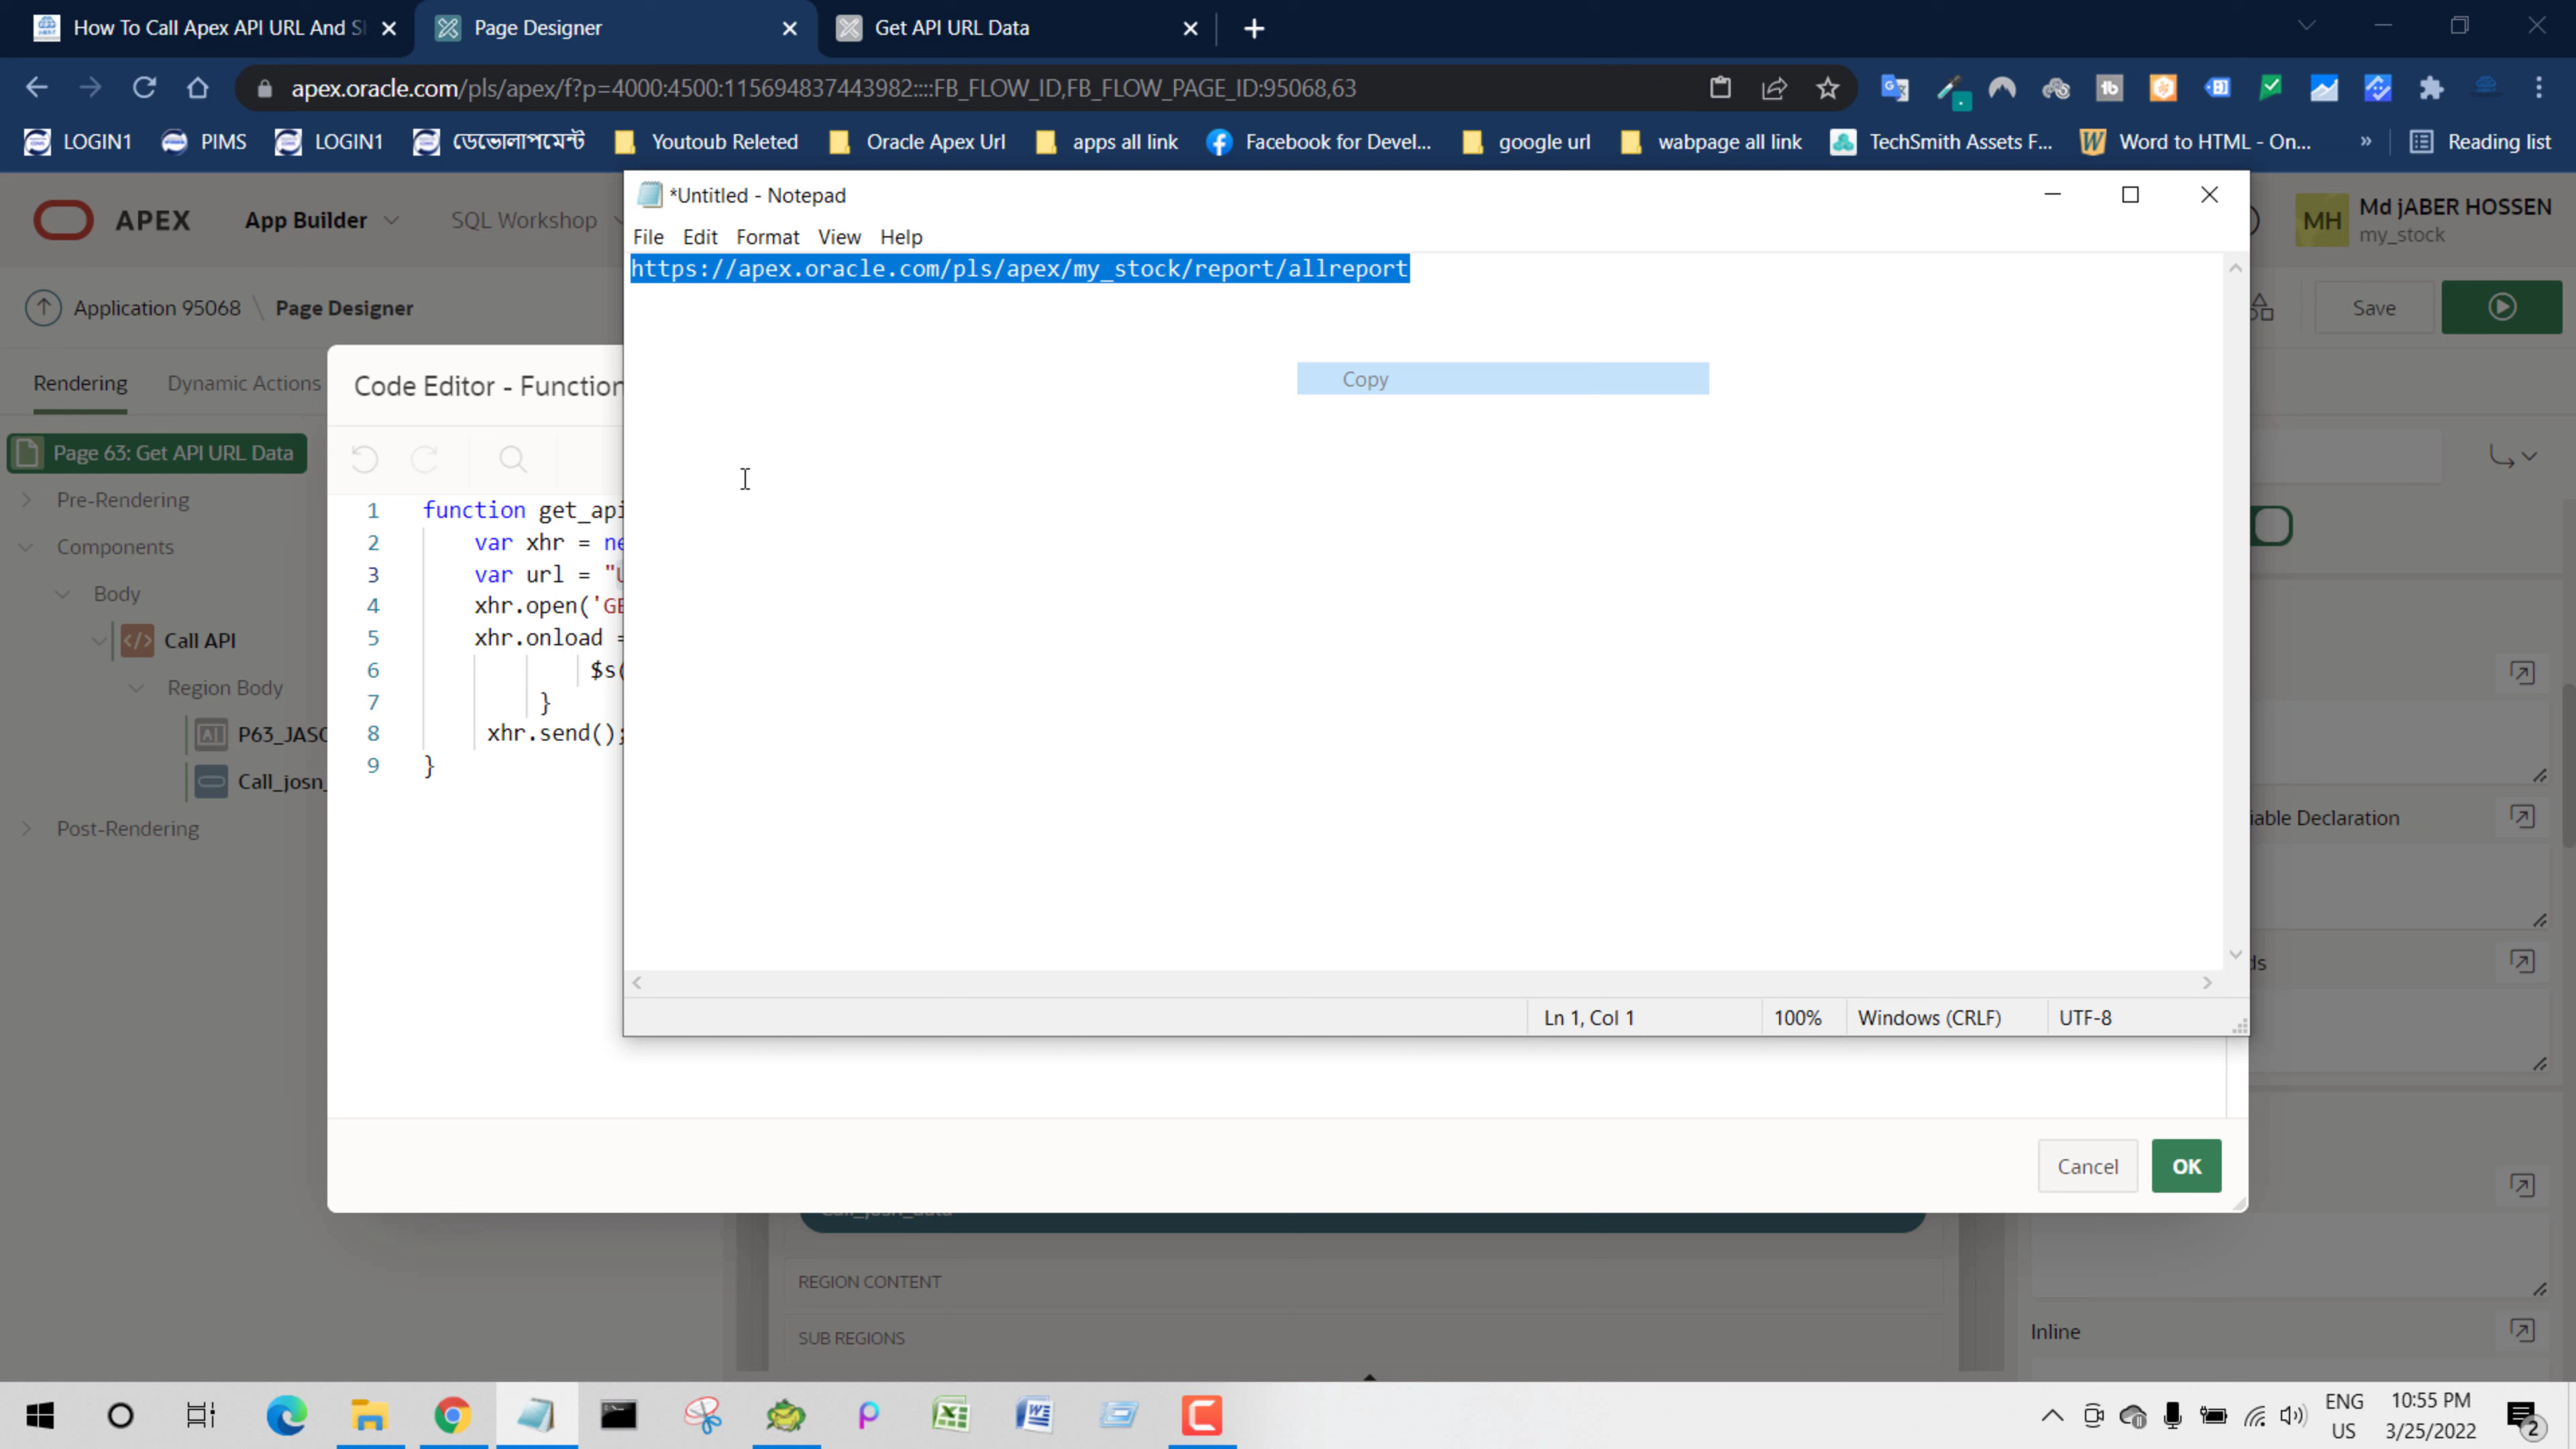 How To Call Apex API URL And S
Page Designer
Get API URL Data
apex.oracle.com/pls/apex/f?p=4000:4500:115694837443982::::FB_FLOW_ID,FB_FLOW_PAGE_ID:95068,63
LOGIN1
PIMS
LOGIN1
ডেভোলাপমেন্ট
Youtoub Releted
Oracle Apex Url
apps all link
Facebook for Devel...
google url
wabpage all link
TechSmith Assets F...
Word to HTML - On...
»
Reading list
*Untitled - Notepad
File Edit Format View Help
https://apex.oracle.com/pls/apex/my_stock/report/allreport
Copy
Ln 1, Col 1
100%
Windows (CRLF)
UTF-8
APEX
App Builder
SQL Workshop
MH
Md jABER HOSSEN
my_stock
Application 95068 \ Page Designer
Save
Rendering
Dynamic Actions
Code Editor - Function
Page 63: Get API URL Data
Pre-Rendering
Components
Body
Call API
Region Body
P63_JASO
Call_josn_
Post-Rendering
1 function get_api
2 var xhr = ne
3 var url = "U
4 xhr.open('GE
5 xhr.onload =
6 $s(
7 }
8 xhr.send();
9 }
iable Declaration
ds
Cancel
OK
Call_josn_data
REGION CONTENT
SUB REGIONS
Inline
ENG
US
10:55 PM
3/25/2022
2